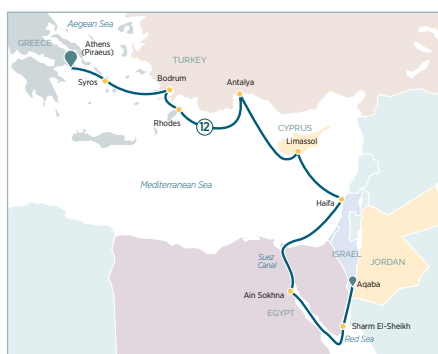 Aegean Sea
GREECE
Athens
(Piraeus)
TURKEY
Syros
Bodrum
Antalya
Rhodes
12
CYPRUS
Limassol
Mediterranean Sea
Haifa
Suez
Canal
ISRAEL
JORDAN
Aqaba
Ain Sokhna
EGYPT
Sharm El-Sheikh
Red Sea